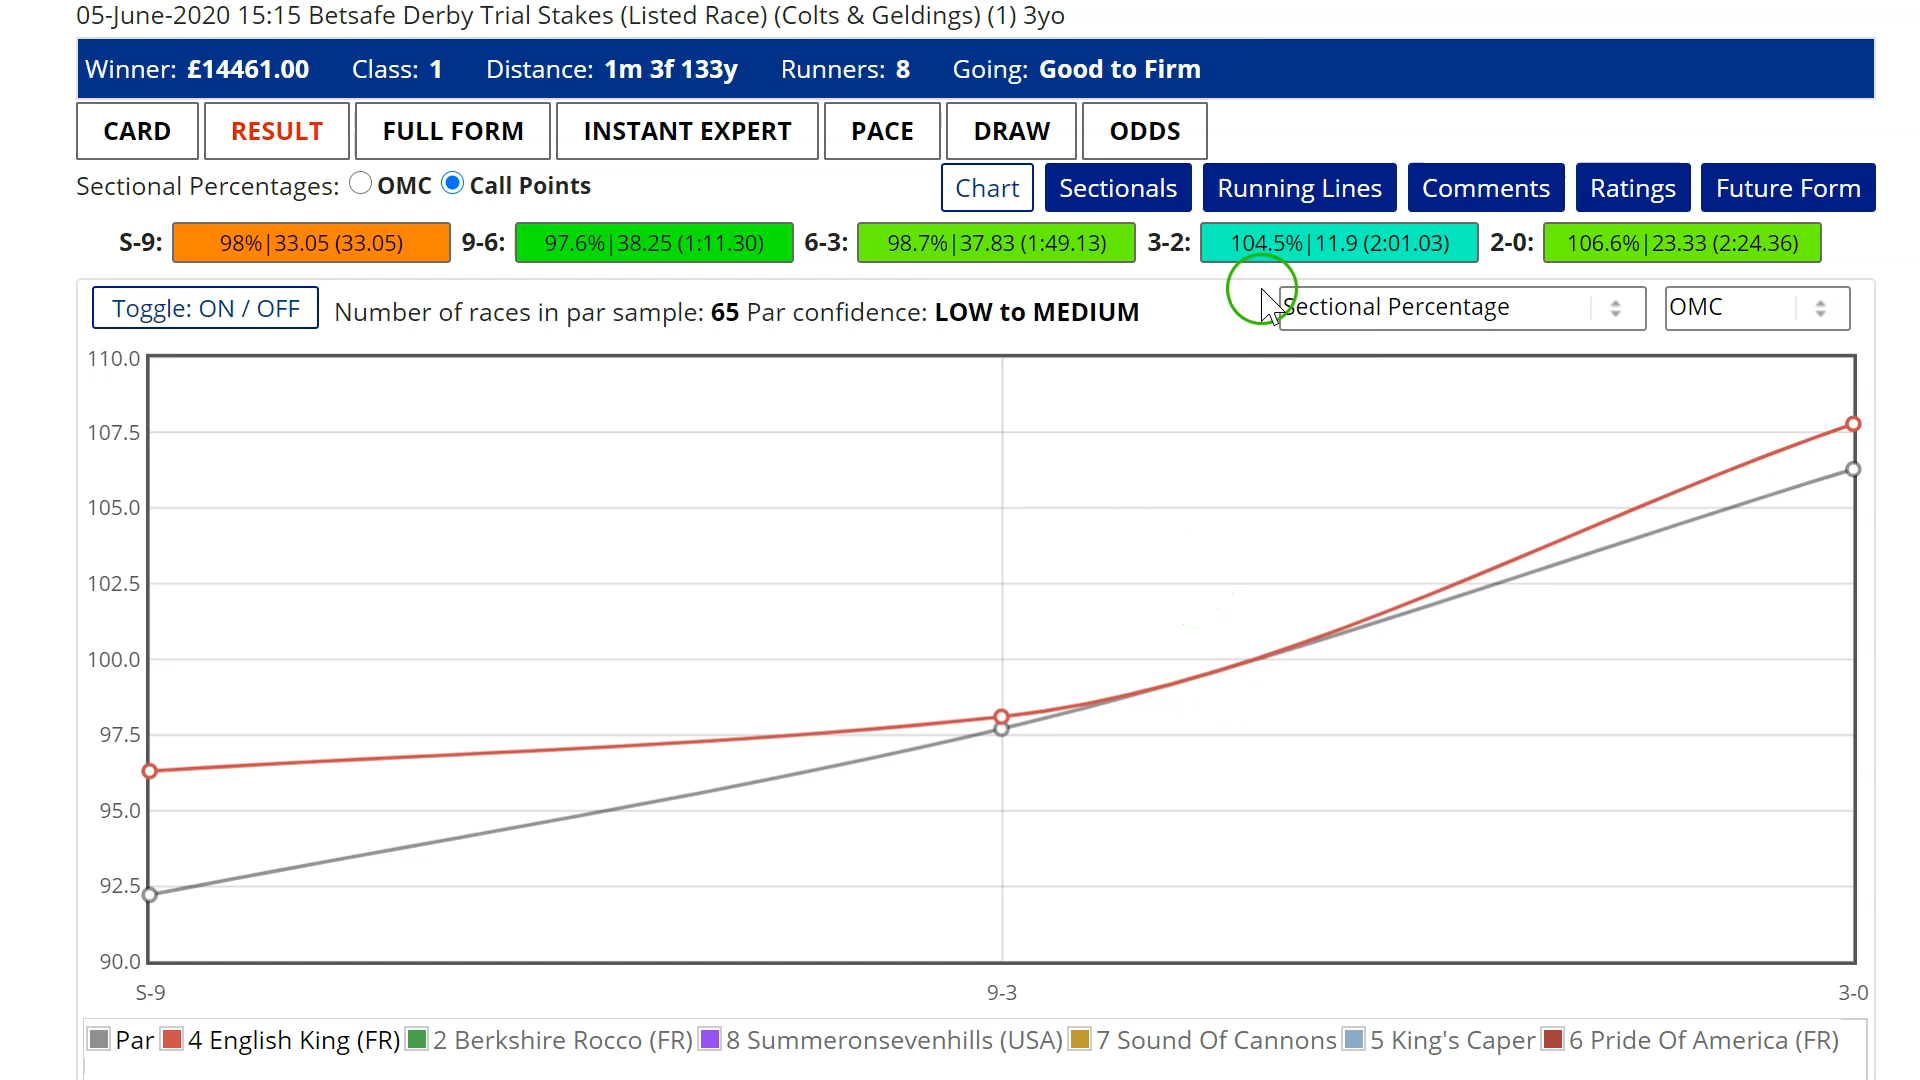 05-June-2020 15:15 Betsafe Derby Trial Stakes (Listed Race) (Colts & Geldings) (1) 3yo
Winner: £14461.00 Class: 1 Distance: 1m 3f 133y Runners: 8 Going: Good to Firm
CARD RESULT FULL FORM INSTANT EXPERT PACE DRAW ODDS
Sectional Percentages: OMC Call Points Chart Sectionals Running Lines Comments Ratings Future Form
S-9: 98%|33.05 (33.05) 9-6: 97.6%|38.25 (1:11.30) 6-3: 98.7%|37.83 (1:49.13) 3-2: 104.5%|11.9 (2:01.03) 2-0: 106.6%|23.33 (2:24.36)
Toggle: ON / OFF Number of races in par sample: 65 Par confidence: LOW to MEDIUM Sectional Percentage OMC
110.0
107.5
105.0
102.5
100.0
97.5
95.0
92.5
90.0
S-9 9-3 3-0
Par 4 English King (FR) 2 Berkshire Rocco (FR) 8 Summeronsevenhills (USA) 7 Sound Of Cannons 5 King's Caper 6 Pride Of America (FR)